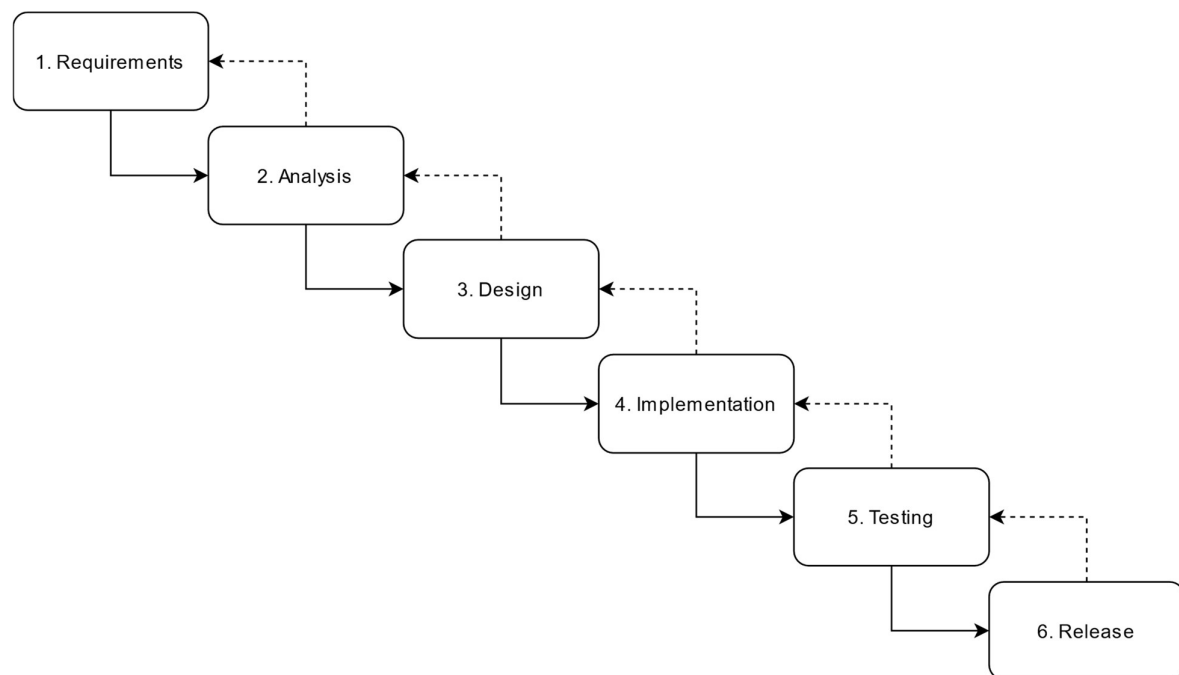 1. Requirements
2. Analysis
3. Design
4. Implementation
5. Testing
6. Release